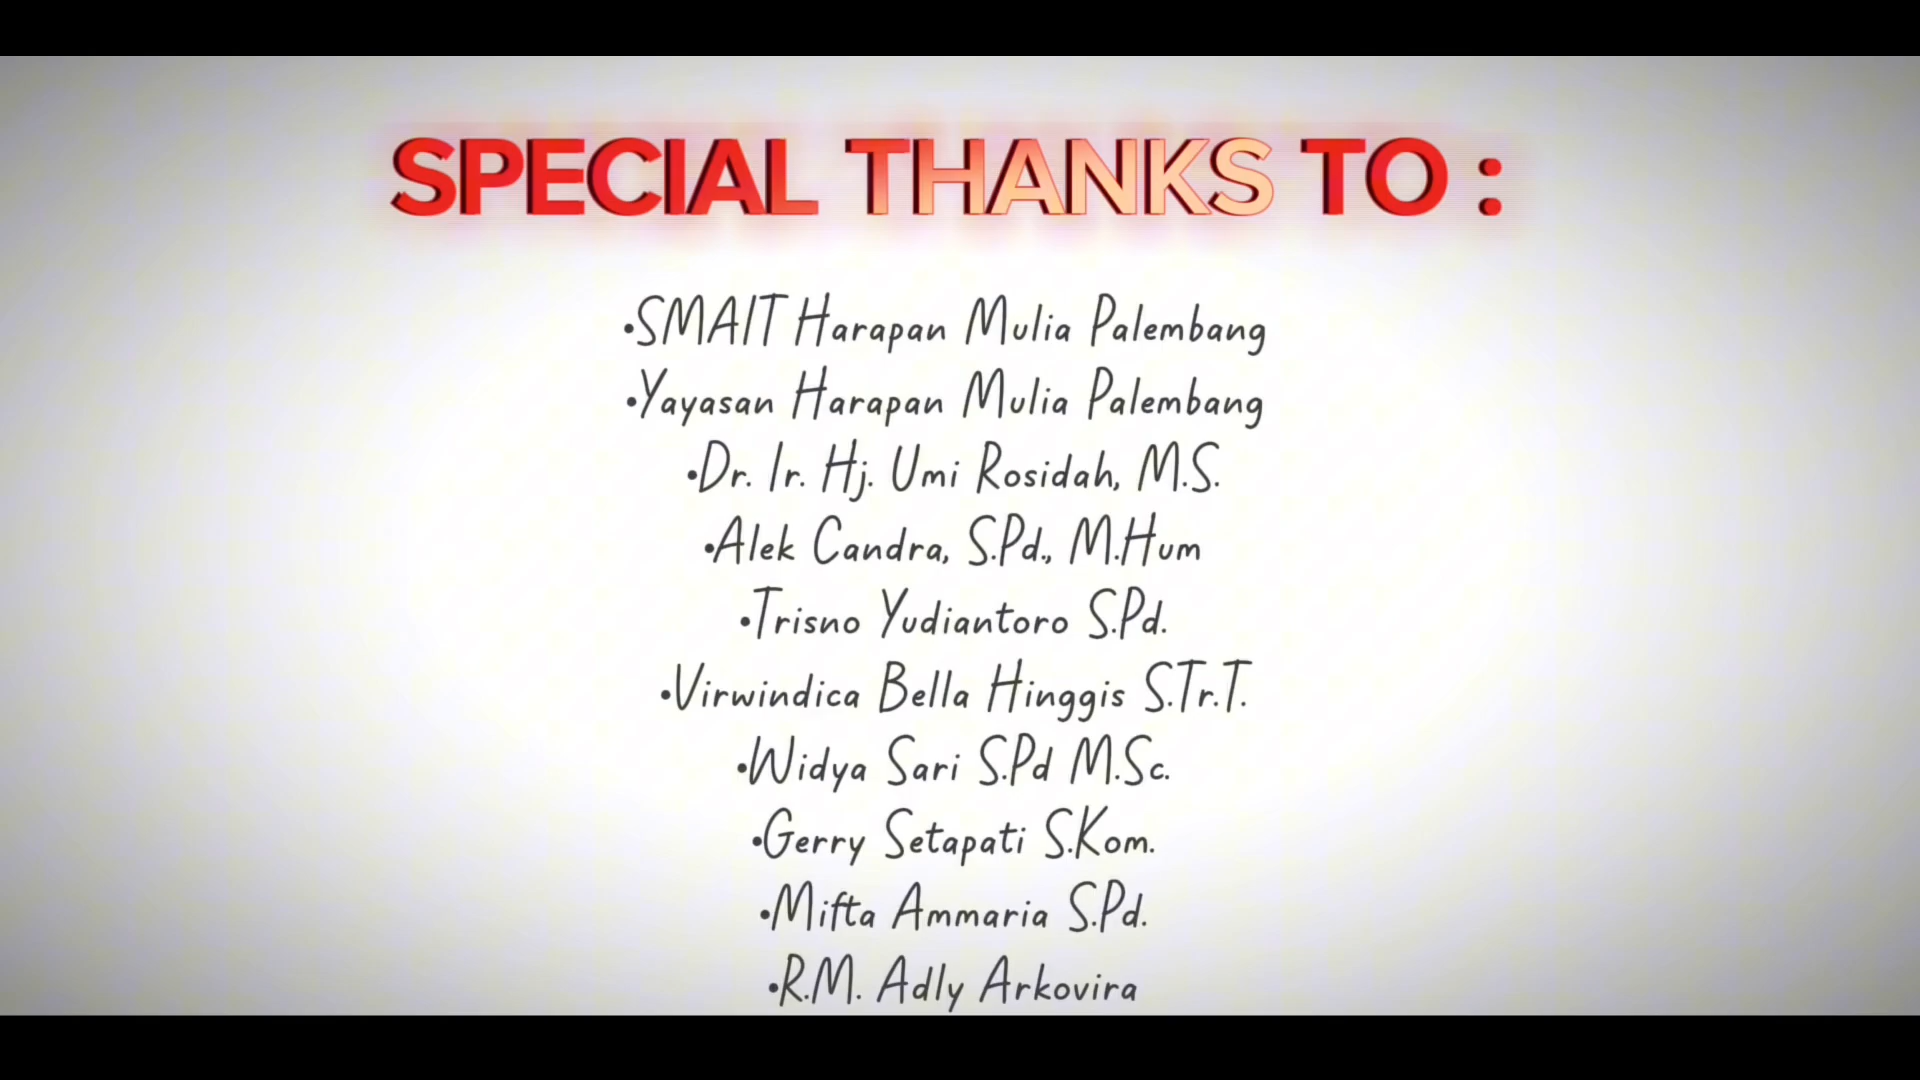 SPECIAL THANKS TO :
•SMAIT Harapan Mulia Palembang
•Yayasan Harapan Mulia Palembang
•Dr. Ir. Hj. Umi Rosidah, M.S.
•Alek Candra, S.Pd., M.Hum
•Trisno Yudiantoro S.Pd.
•Virwindica Bella Hinggis S.Tr.T.
•Widya Sari S.Pd M.Sc.
•Gerry Setapati S.Kom.
•Mifta Ammaria S.Pd.
•R.M. Adly Arkovira